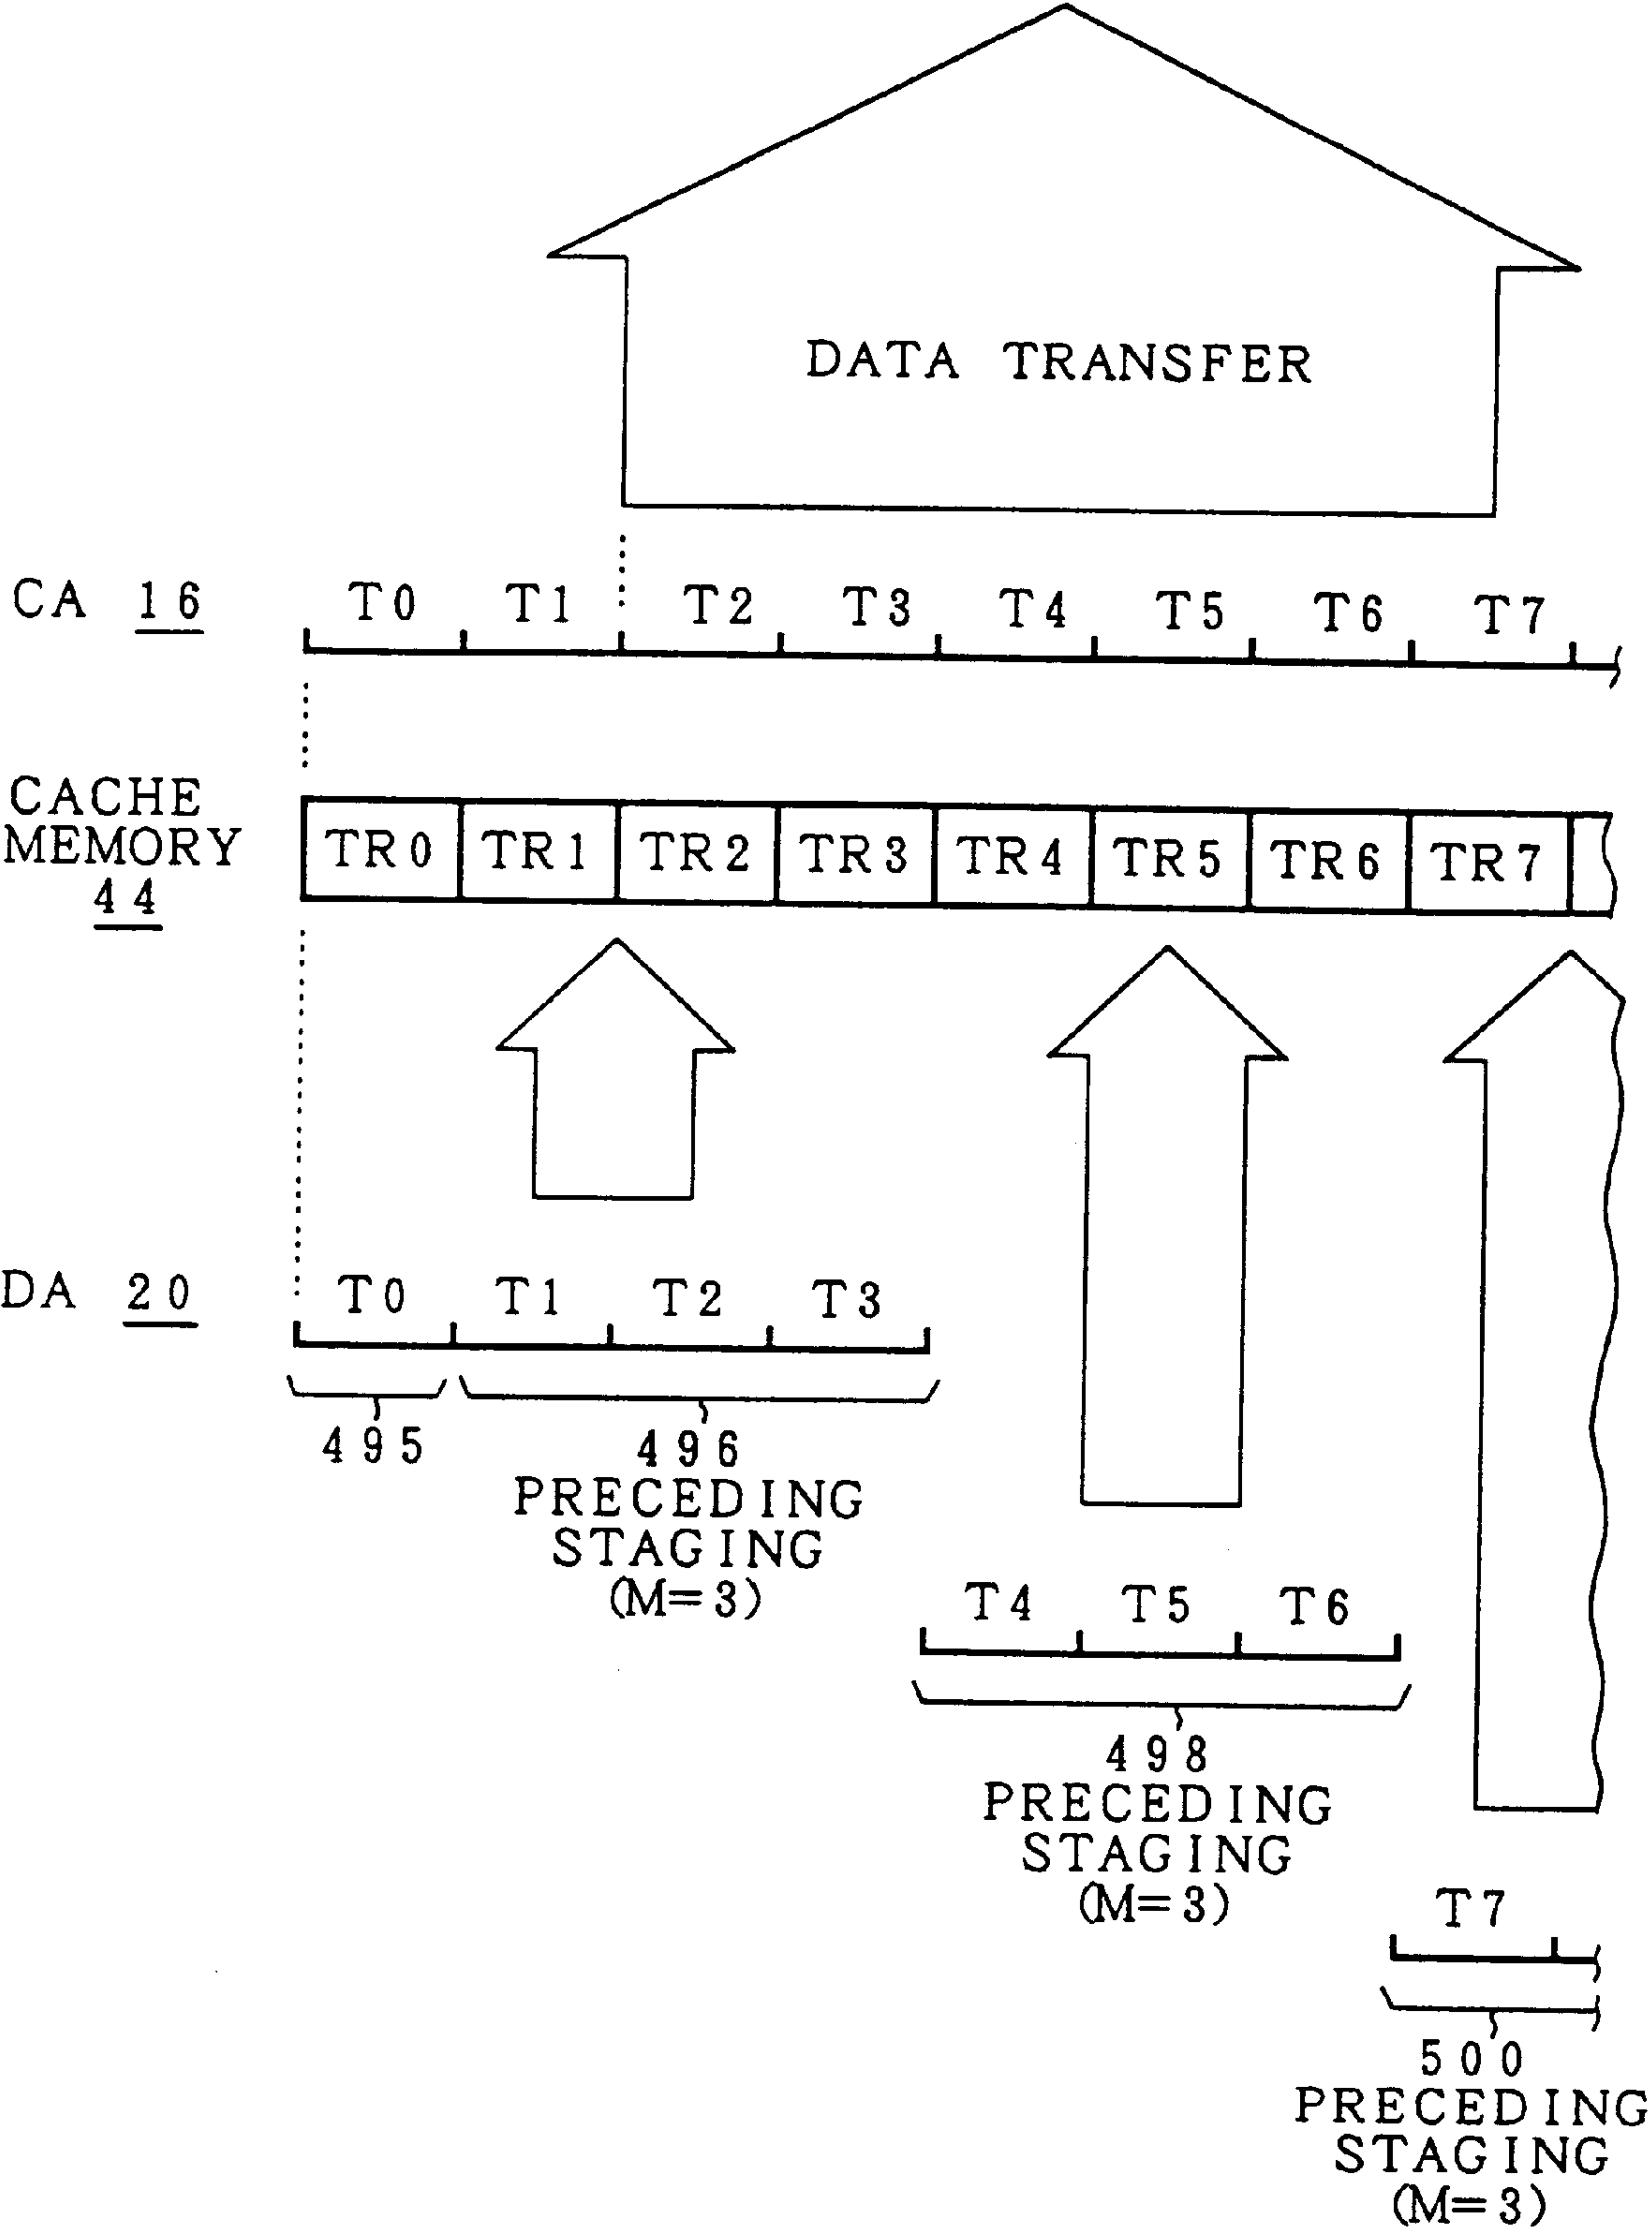 DATA TRANSFER
CA 16 T0 T1 T2 T3 T4 T5 T6 T7
CACHE
MEMORY
44
TR0 TR1 TR2 TR3 TR4 TR5 TR6 TR7
DA 20 T0 T1 T2 T3
495
496
PRECEDING
STAGING
(M=3)
T4 T5 T6
498
PRECEDING
STAGING
(M=3)
T7
500
PRECEDING
STAGING
(M=3)